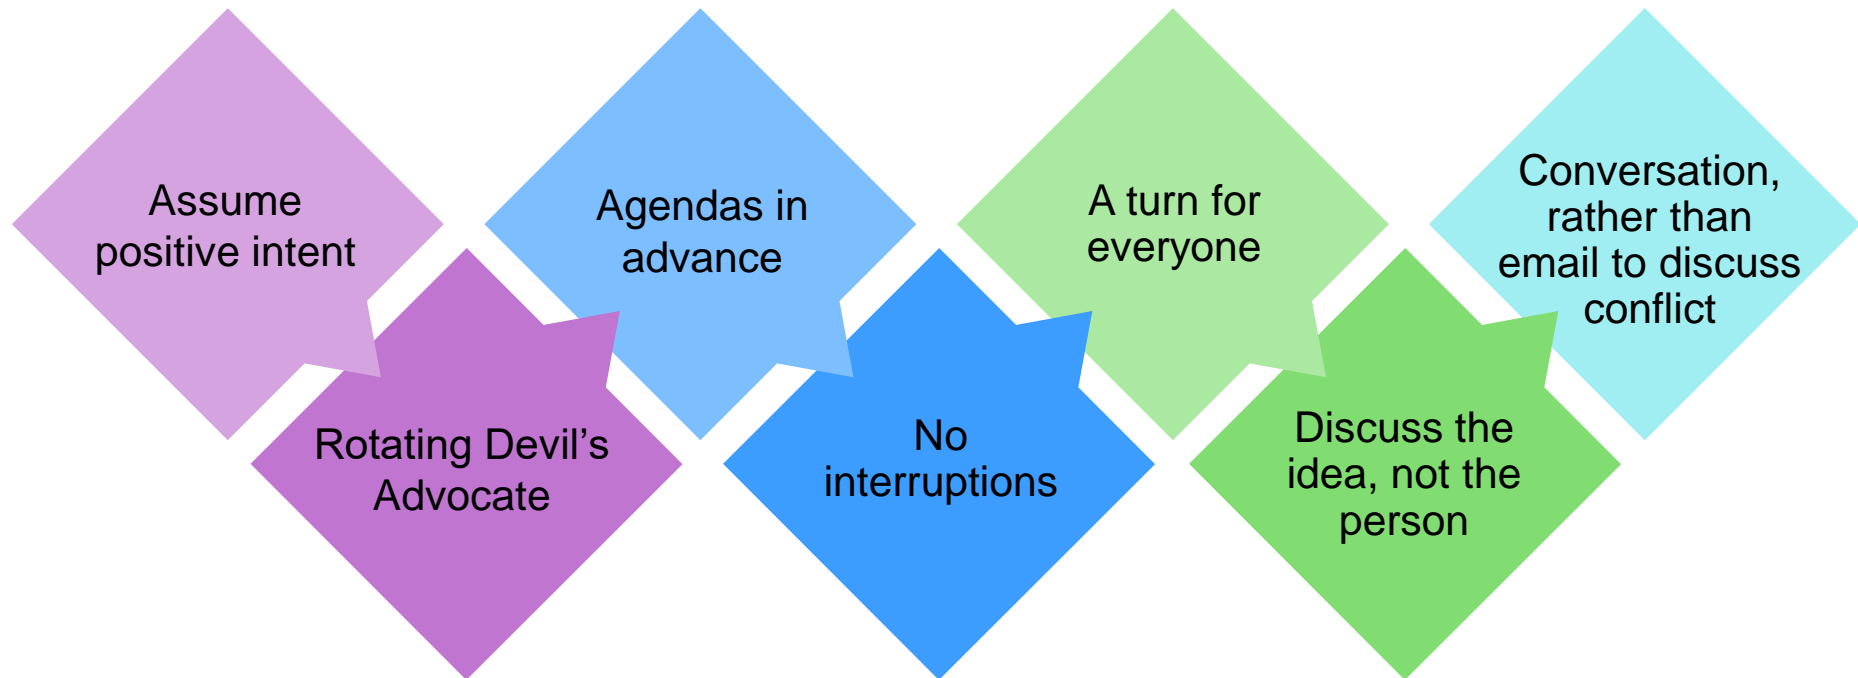 Assume
positive intent
Rotating Devil’s
Advocate
Agendas in
advance
No
interruptions
A turn for
everyone
Discuss the
idea, not the
person
Conversation,
rather than
email to discuss
conflict